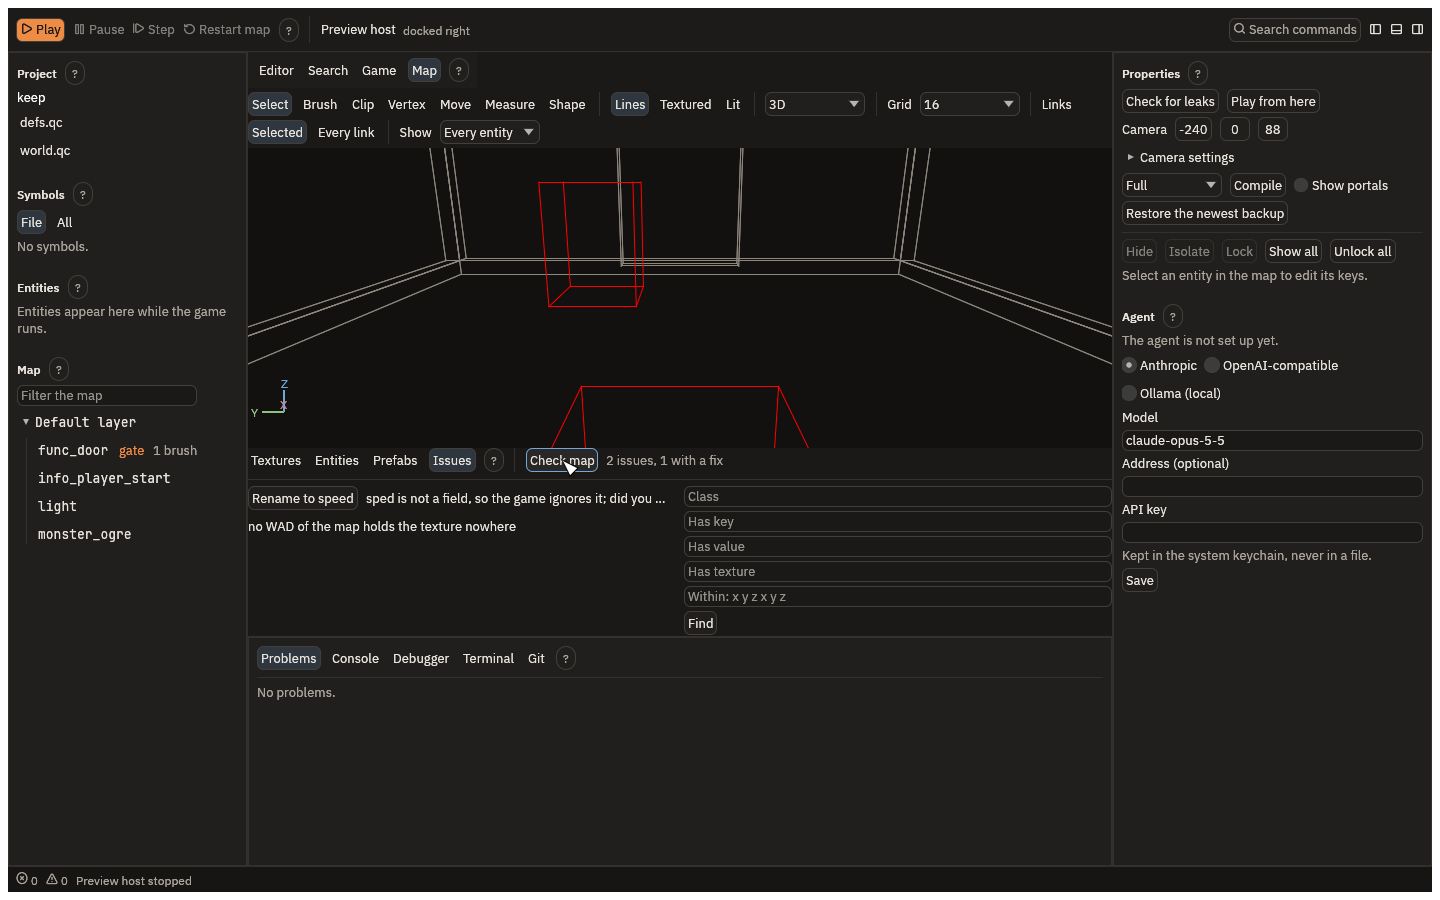 Play Pause Step Restart map ? Preview host docked right Search commands
Project ?
keep
defs.qc
world.qc
Symbols ?
File All
No symbols.
Entities ?
Entities appear here while the game
runs.
Map ?
Filter the map
Default layer
func_door gate 1 brush
info_player_start
light
monster_ogre
Editor Search Game Map ?
Select Brush Clip Vertex Move Measure Shape Lines Textured Lit 3D Grid 16 Links
Selected Every link Show Every entity
Z
Y X
Textures Entities Prefabs Issues ? Check map 2 issues, 1 with a fix
Rename to speed sped is not a field, so the game ignores it; did you ...
no WAD of the map holds the texture nowhere
Class
Has key
Has value
Has texture
Within: x y z x y z
Find
Problems Console Debugger Terminal Git ?
No problems.
Properties ?
Check for leaks Play from here
Camera -240 0 88
Camera settings
Full Compile Show portals
Restore the newest backup
Hide Isolate Lock Show all Unlock all
Select an entity in the map to edit its keys.
Agent ?
The agent is not set up yet.
Anthropic OpenAI-compatible
Ollama (local)
Model
claude-opus-5-5
Address (optional)
API key
Kept in the system keychain, never in a file.
Save
0 0 Preview host stopped